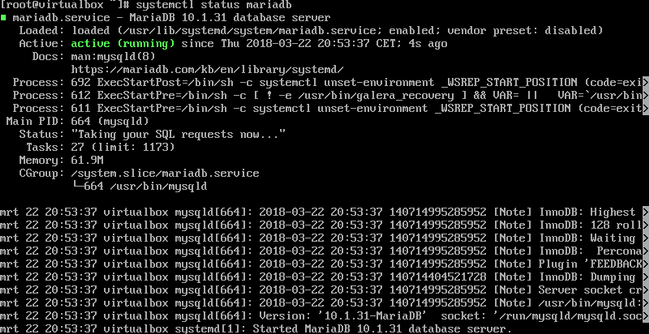 [root@virtualbox ~]# systemctl status mariadb
mariadb.service - MariaDB 10.1.31 database server
Loaded: loaded (/usr/lib/systemd/system/mariadb.service; enabled; vendor preset: disabled)
Active: active (running) since Thu 2018-03-22 20:53:37 CET; 4s ago
Docs: man:mysqld(8)
https://mariadb.com/kb/en/library/systemd/
Process: 692 ExecStartPost=/bin/sh -c systemctl unset-environment _WSREP_START_POSITION (code=exit>
Process: 612 ExecStartPre=/bin/sh -c [ ! -e /usr/bin/galera_recovery ] && VAR= ||   VAR=`/usr/bin>
Process: 611 ExecStartPre=/bin/sh -c systemctl unset-environment _WSREP_START_POSITION (code=exit>
Main PID: 664 (mysqld)
Status: "Taking your SQL requests now..."
Tasks: 27 (limit: 1173)
Memory: 61.9M
CGroup: /system.slice/mariadb.service
└─664 /usr/bin/mysqld
mrt 22 20:53:37 virtualbox mysqld[664]: 2018-03-22 20:53:37 140714995285952 [Note] InnoDB: Highest >
mrt 22 20:53:37 virtualbox mysqld[664]: 2018-03-22 20:53:37 140714995285952 [Note] InnoDB: 128 roll>
mrt 22 20:53:37 virtualbox mysqld[664]: 2018-03-22 20:53:37 140714995285952 [Note] InnoDB: Waiting >
mrt 22 20:53:37 virtualbox mysqld[664]: 2018-03-22 20:53:37 140714995285952 [Note] InnoDB:  Percona>
mrt 22 20:53:37 virtualbox mysqld[664]: 2018-03-22 20:53:37 140714995285952 [Note] Plugin 'FEEDBACK>
mrt 22 20:53:37 virtualbox mysqld[664]: 2018-03-22 20:53:37 140714404521728 [Note] InnoDB: Dumping >
mrt 22 20:53:37 virtualbox mysqld[664]: 2018-03-22 20:53:37 140714995285952 [Note] Server socket cr>
mrt 22 20:53:37 virtualbox mysqld[664]: 2018-03-22 20:53:37 140714995285952 [Note] /usr/bin/mysqld:>
mrt 22 20:53:37 virtualbox mysqld[664]: Version: '10.1.31-MariaDB'  socket: '/run/mysqld/mysqld.soc>
mrt 22 20:53:37 virtualbox systemd[1]: Started MariaDB 10.1.31 database server.